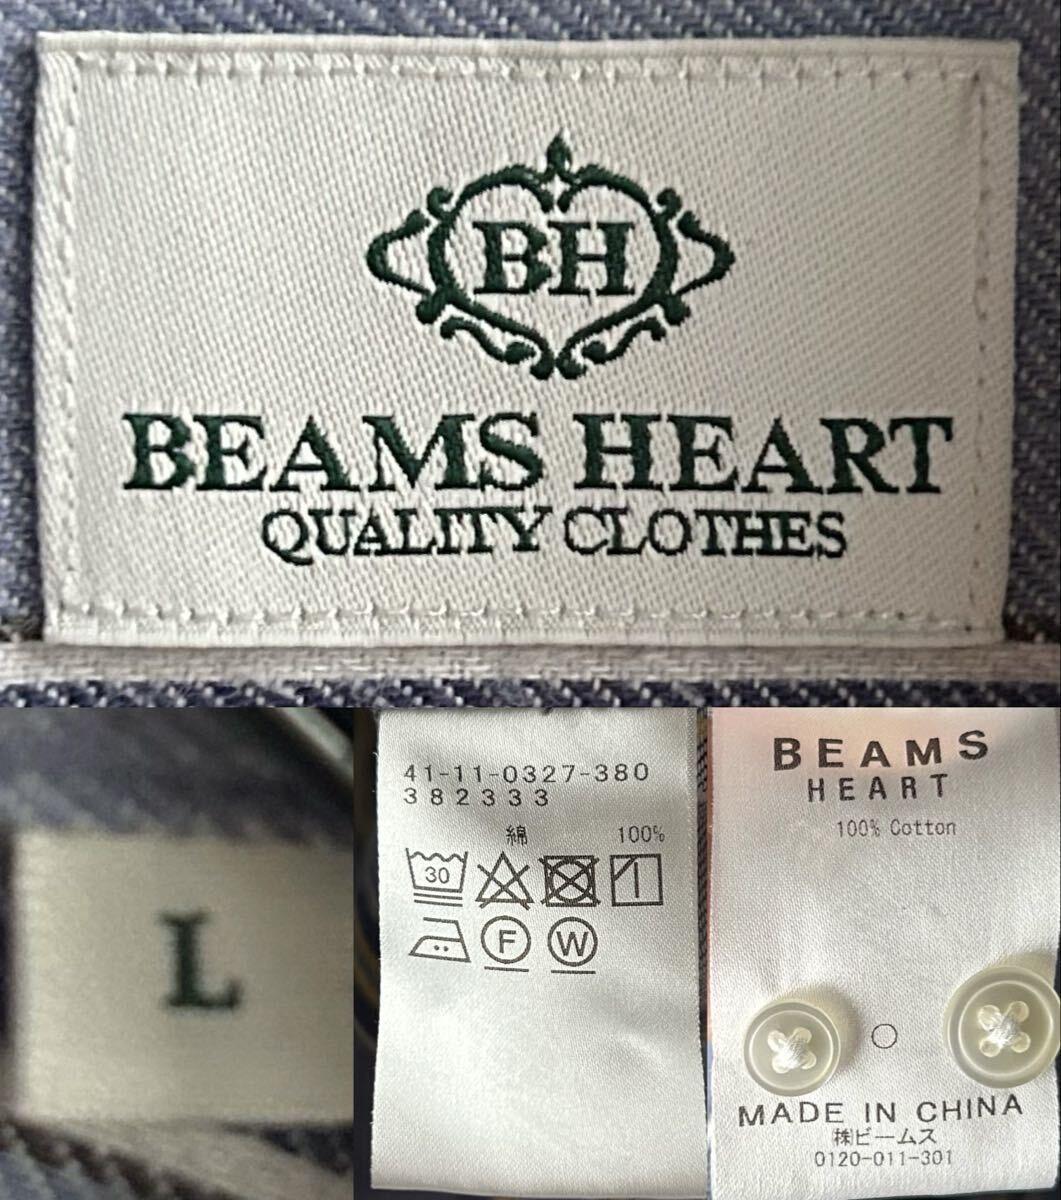 BH
BEAMS HEART
QUALITY CLOTHES
L
41-11-0327-380
382333
綿 100%
30
F W
BEAMS
HEART
100% Cotton
MADE IN CHINA
㈱ビームス
0120-011-301